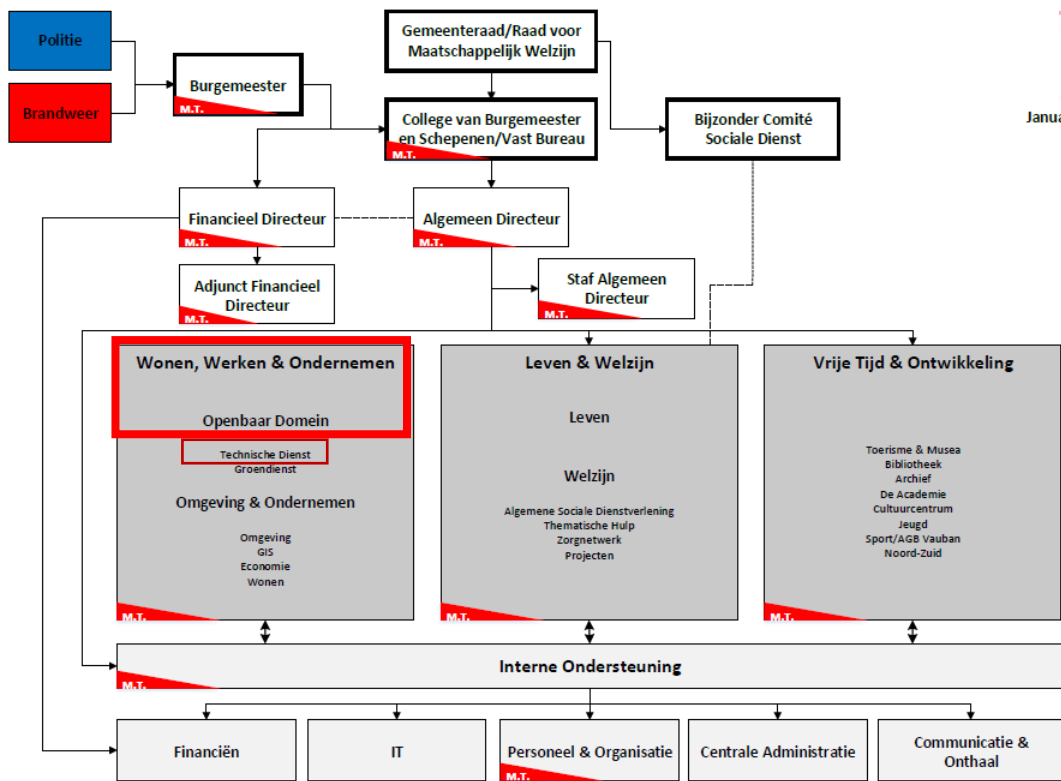 Politie
Brandweer
Burgemeester
M.T.
Gemeenteraad/Raad voor
Maatschappelijk Welzijn
College van Burgemeester
en Schepenen/Vast Bureau
M.T.
Bijzonder Comité
Sociale Dienst
Financieel Directeur
M.T.
Algemeen Directeur
M.T.
Adjunct Financieel
Directeur
M.T.
Staf Algemeen
Directeur
M.T.
Wonen, Werken & Ondernemen
Openbaar Domein
Technische Dienst
Groendienst
Omgeving & Ondernemen
Omgeving
GIS
Economie
Wonen
M.T.
Leven & Welzijn
Leven
Welzijn
Algemene Sociale Dienstverlening
Thematische Hulp
Zorgnetwerk
Projecten
M.T.
Vrije Tijd & Ontwikkeling
Toerisme & Musea
Bibliotheek
Archief
De Academie
Cultuurcentrum
Jeugd
Sport/AGB Vauban
Noord-Zuid
M.T.
Interne Ondersteuning
M.T.
Financiën
IT
Personeel & Organisatie
M.T.
Centrale Administratie
Communicatie &
Onthaal